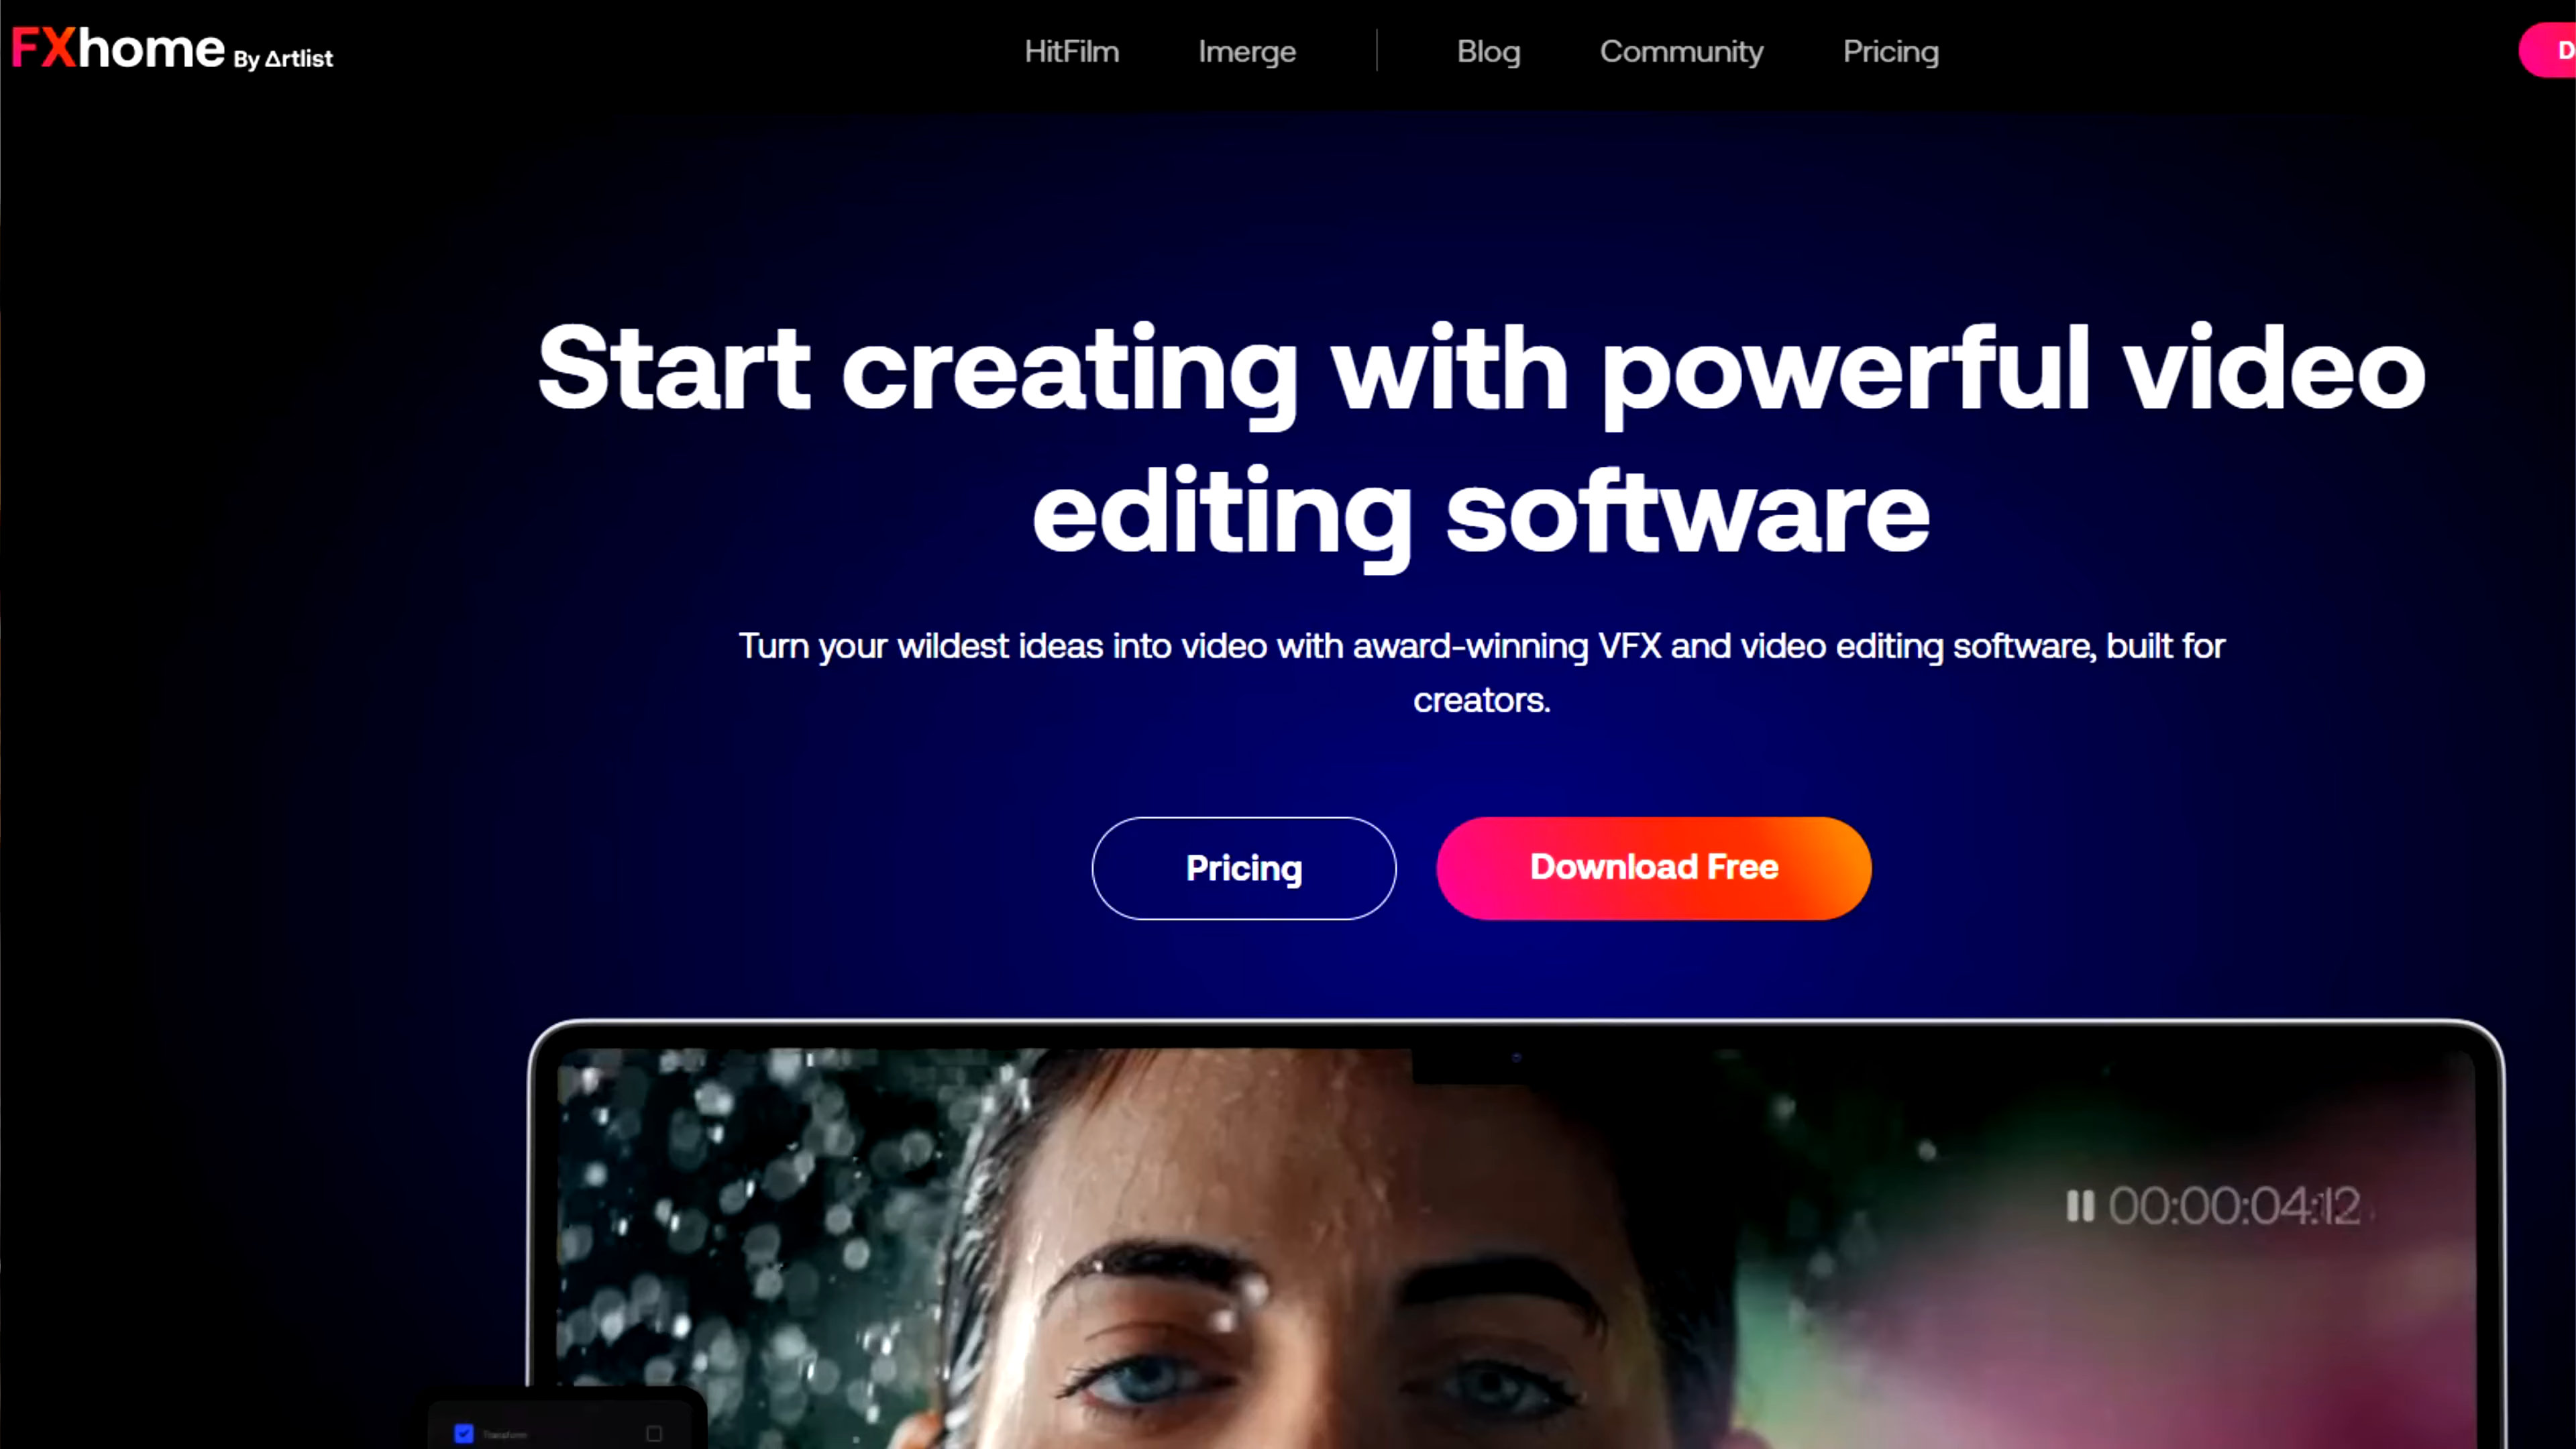 FXhome By Artlist
HitFilm Imerge Blog Community Pricing
D
Start creating with powerful video
editing software
Turn your wildest ideas into video with award-winning VFX and video editing software, built for
creators.
Pricing Download Free
00:00:04:12
Transform